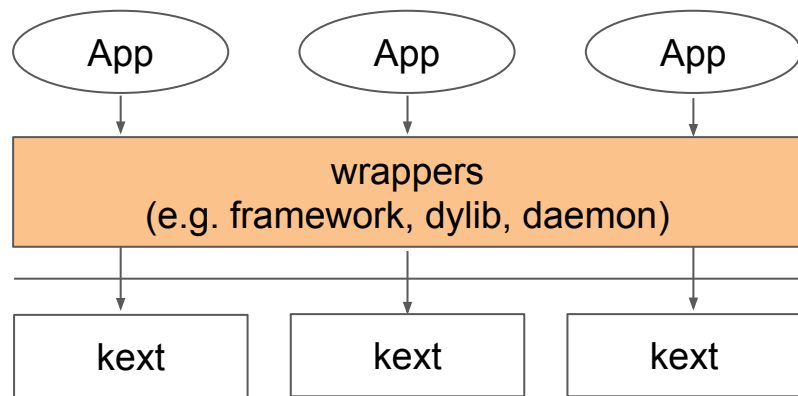 App App App
wrappers
(e.g. framework, dylib, daemon)
kext kext kext